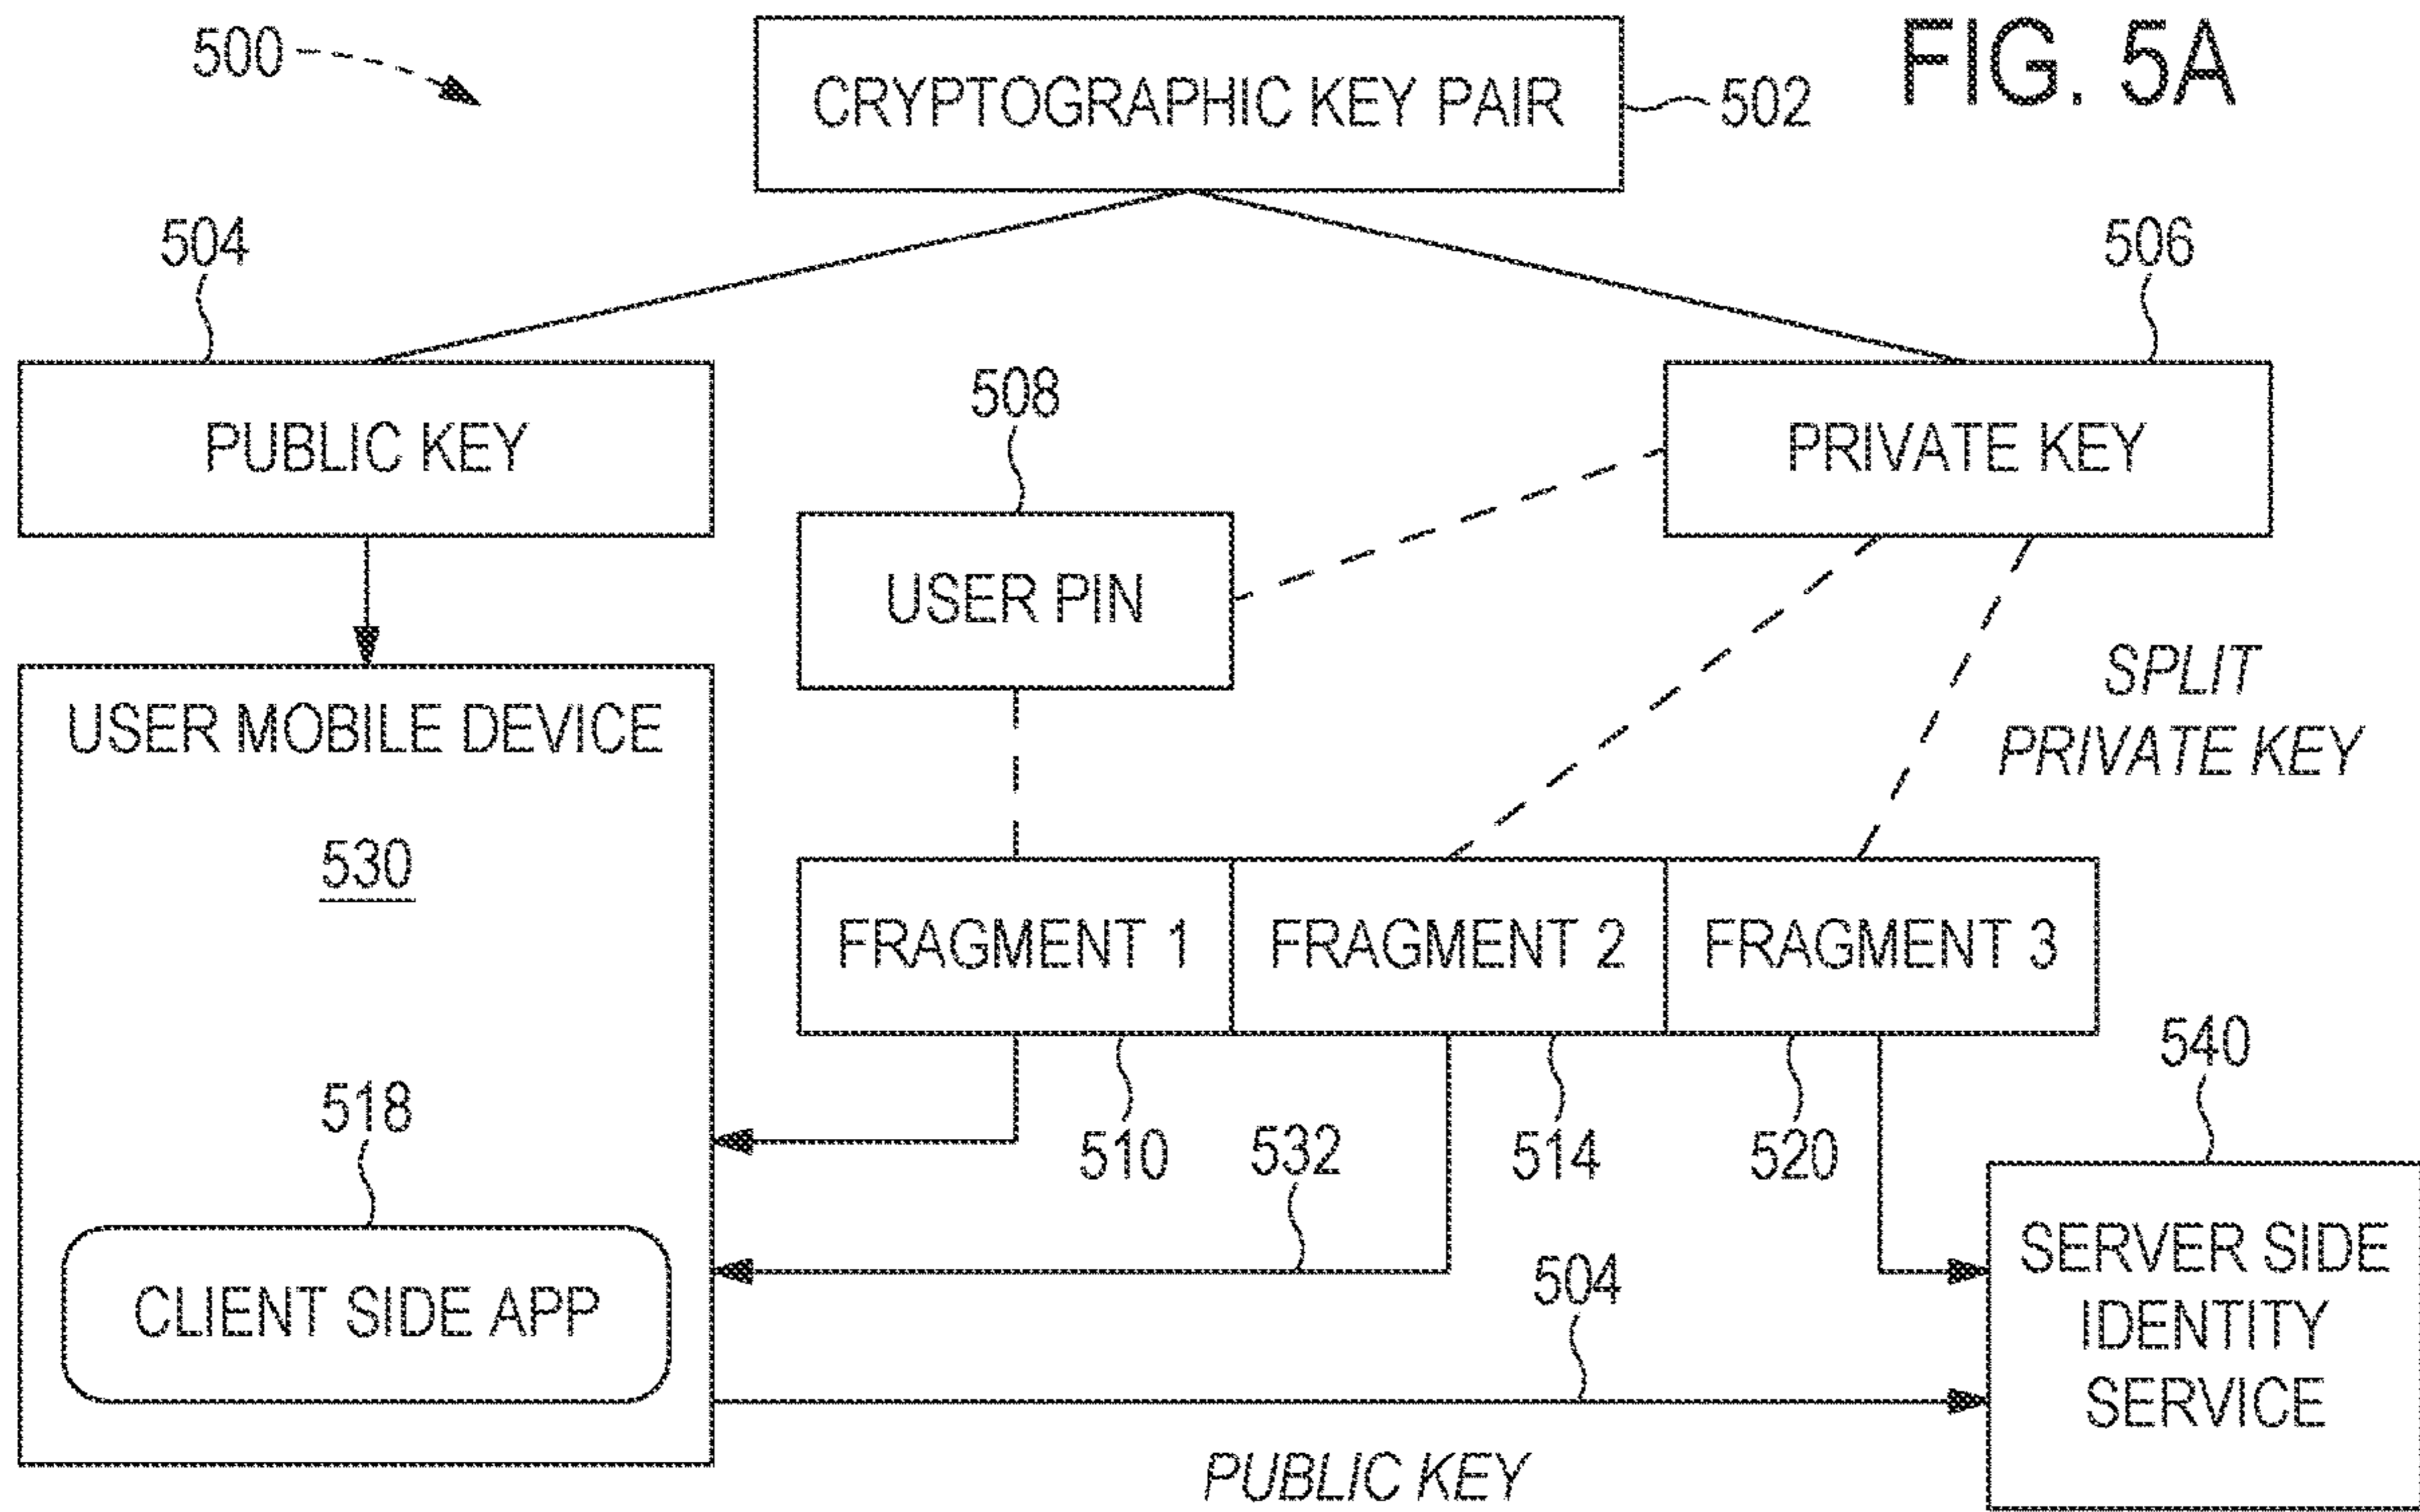 FIG. 5A
500
CRYPTOGRAPHIC KEY PAIR
502
504
506
PUBLIC KEY
508
PRIVATE KEY
USER PIN
SPLIT
PRIVATE KEY
USER MOBILE DEVICE
530
FRAGMENT 1
FRAGMENT 2
FRAGMENT 3
540
518
510
532
514
520
CLIENT SIDE APP
504
SERVER SIDE
IDENTITY
SERVICE
PUBLIC KEY